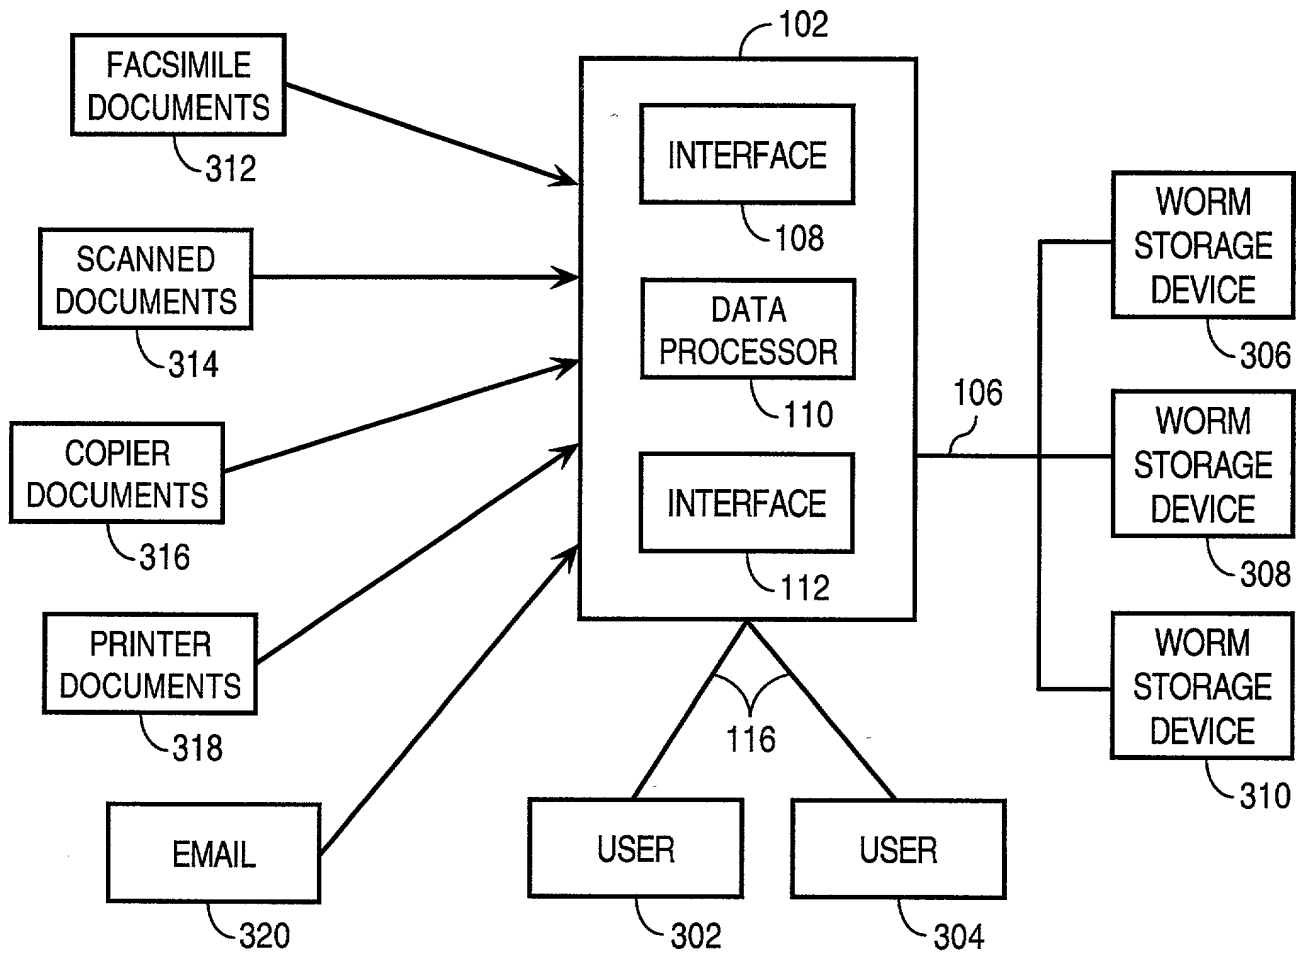 102
FACSIMILE
DOCUMENTS
312
SCANNED
DOCUMENTS
314
COPIER
DOCUMENTS
316
PRINTER
DOCUMENTS
318
EMAIL
320
INTERFACE
108
DATA
PROCESSOR
110
INTERFACE
112
116
USER
302
USER
304
106
WORM
STORAGE
DEVICE
306
WORM
STORAGE
DEVICE
308
WORM
STORAGE
DEVICE
310